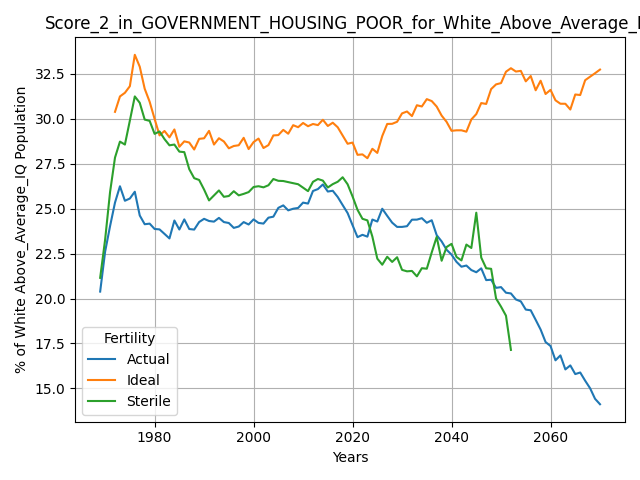 Score_2_in_GOVERNMENT_HOUSING_POOR_for_White_Above_Average_I
% of White Above_Average_IQ Population
32.5
30.0
27.5
25.0
22.5
20.0
17.5
15.0
Fertility
Actual
Ideal
Sterile
1980
2000
2020
2040
2060
Years